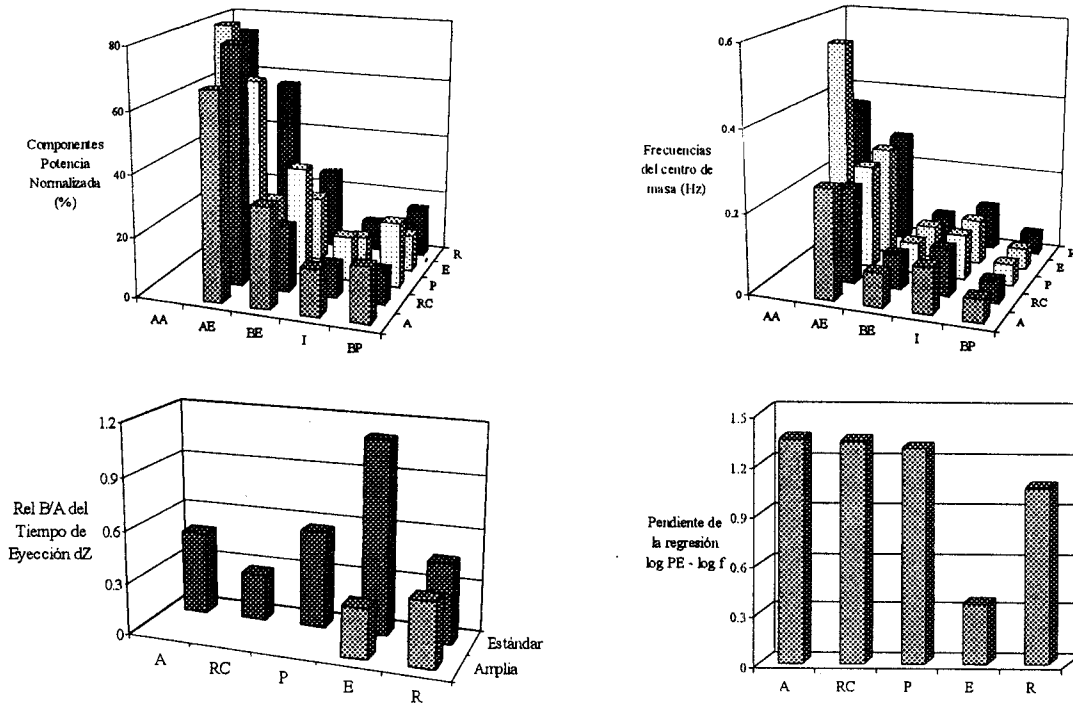 80
60
40
20
0
Componentes
Potencia
Normalizada
(%)
AA
AE
BE
I
BP
A
RC
P
E
R
0.6
0.4
0.2
0
Frecuencias
del centro de
masa (Hz)
AA
AE
BE
I
BP
A
RC
P
E
R
1.2
0.9
0.6
0.3
0
Rel B/A del
Tiempo de
Eyección dZ
A
RC
P
E
R
Estándar
Amplia
1.5
1.2
0.9
0.6
0.3
0
Pendiente de
la regresión
log PE - log f
A
RC
P
E
R